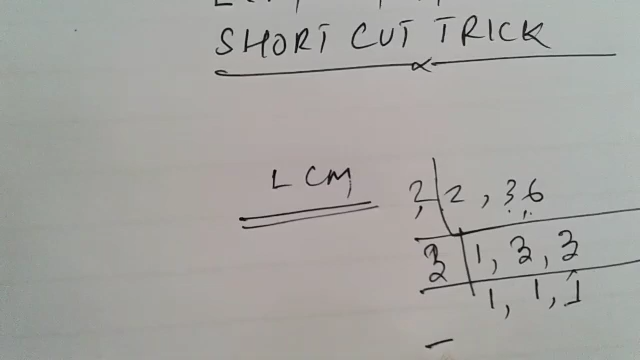 SHORT CUT TRICK
LCM
2 2, 3 6
3 1, 3, 3
1, 1, 1